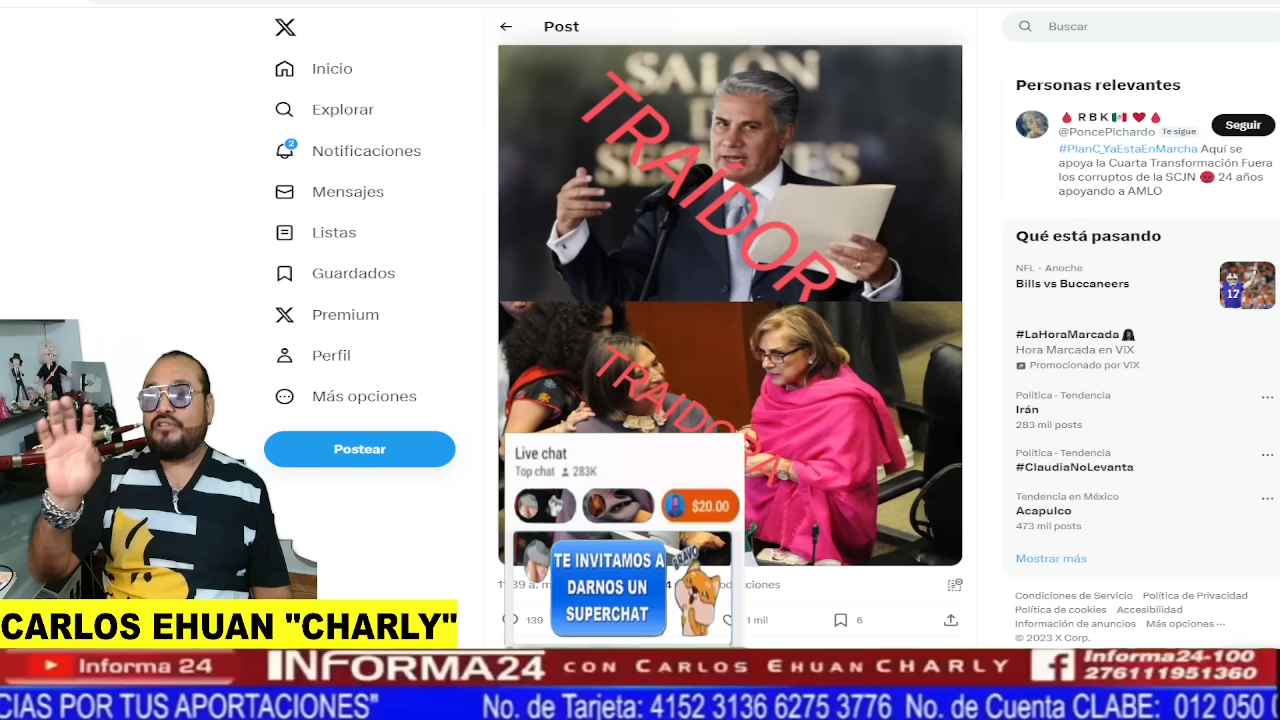 Post
Buscar
Inicio
Explorar
2
Notificaciones
Mensajes
Listas
Guardados
Premium
Perfil
Más opciones
Postear
SALÓN
DE
SESIONES
TRAÍDOR
TRAIDOR
Live chat
Top chat 283K
$20.00
TE INVITAMOS A
DARNOS UN
SUPERCHAT
BRAVO
139
1 mil
6
Personas relevantes
R B K
@PoncePichardo Te sigue
Seguir
#PlanC_YaEstaEnMarcha Aquí se
apoya la Cuarta Transformación Fuera
los corruptos de la SCJN 24 años
apoyando a AMLO
Qué está pasando
NFL · Anoche
Bills vs Buccaneers
17
#LaHoraMarcada
Hora Marcada en ViX
Promocionado por ViX
Política · Tendencia
Irán
283 mil posts
Política · Tendencia
#ClaudiaNoLevanta
Tendencia en México
Acapulco
473 mil posts
Mostrar más
Condiciones de Servicio Política de Privacidad
Política de cookies Accesibilidad
Información de anuncios Más opciones ···
© 2023 X Corp.
CARLOS EHUAN "CHARLY"
Informa 24
INFORMA24 CON CARLOS EHUAN CHARLY
Informa24-100
276111951360
CIAS POR TUS APORTACIONES" No. de Tarjeta: 4152 3136 6275 3776 No. de Cuenta CLABE: 012 050